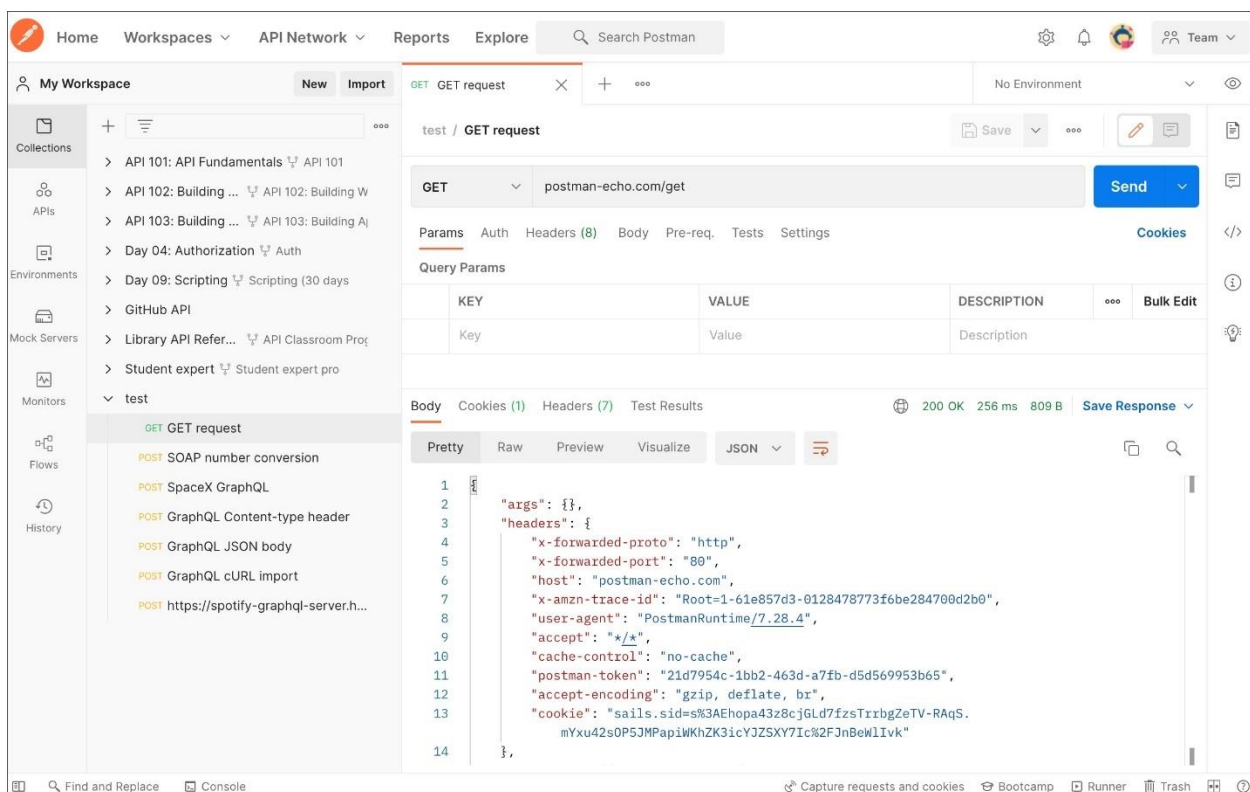 Home Workspaces API Network Reports Explore Search Postman Team
My Workspace New Import
GET GET request No Environment
Collections
APIs
Environments
Mock Servers
Monitors
Flows
History
API 101: API Fundamentals API 101
API 102: Building ... API 102: Building W
API 103: Building ... API 103: Building A
Day 04: Authorization Auth
Day 09: Scripting Scripting (30 days
GitHub API
Library API Refer... API Classroom Prog
Student expert Student expert pro
test
GET GET request
POST SOAP number conversion
POST SpaceX GraphQL
POST GraphQL Content-type header
POST GraphQL JSON body
POST GraphQL cURL import
POST https://spotify-graphql-server.h...
test / GET request Save
GET postman-echo.com/get Send
Params Auth Headers (8) Body Pre-req. Tests Settings Cookies
Query Params
KEY VALUE DESCRIPTION Bulk Edit
Key Value Description
Body Cookies (1) Headers (7) Test Results 200 OK 256 ms 809 B Save Response
Pretty Raw Preview Visualize JSON
1 {
2 "args": {},
3 "headers": {
4 "x-forwarded-proto": "http",
5 "x-forwarded-port": "80",
6 "host": "postman-echo.com",
7 "x-amzn-trace-id": "Root=1-61e857d3-0128478773f6be284700d2b0",
8 "user-agent": "PostmanRuntime/7.28.4",
9 "accept": "*/*",
10 "cache-control": "no-cache",
11 "postman-token": "21d7954c-1bb2-463d-a7fb-d5d569953b65",
12 "accept-encoding": "gzip, deflate, br",
13 "cookie": "sails.sid=s%3AEhopa43z8cjGLd7fzsTrrbgZeTV-RAqS.
mYxu42sOP5JMPapiWKhZK3icYJZSXY7Ic%2FJnBeWlIvk"
14 },
Find and Replace Console Capture requests and cookies Bootcamp Runner Trash